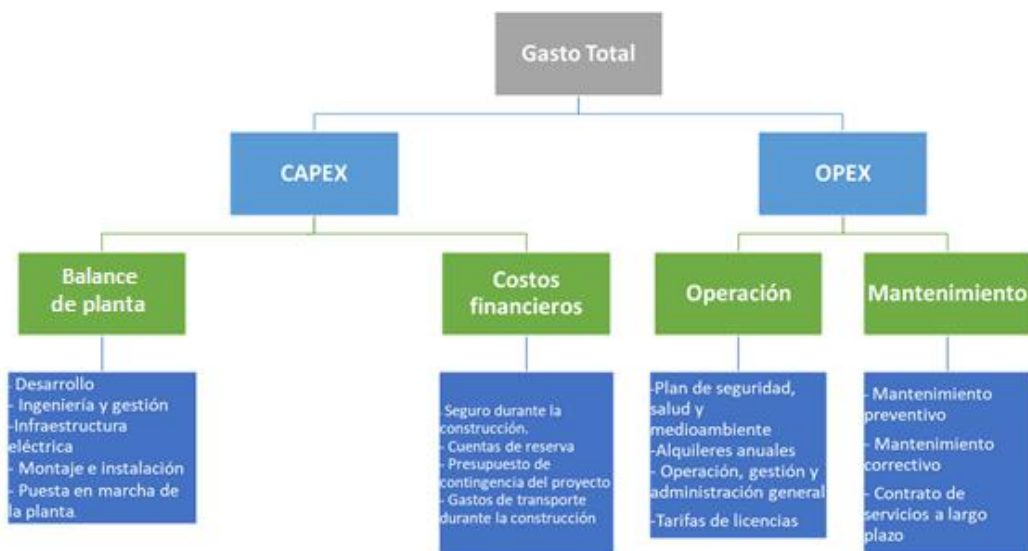 Gasto Total
CAPEX
OPEX
Balance
de planta
Costos
financieros
Operación
Mantenimiento
- Desarrollo
- Ingeniería y gestión
-Infraestructura
eléctrica
- Montaje e instalación
- Puesta en marcha de
la planta.
- Seguro durante la
construcción.
- Cuentas de reserva
- Presupuesto de
contingencia del proyecto
- Gastos de transporte
durante la construcción
-Plan de seguridad,
salud y
medioambiente
-Alquileres anuales
- Operación, gestión y
administración general
-Tarifas de licencias
- Mantenimiento
preventivo
- Mantenimiento
correctivo
- Contrato de
servicios a largo
plazo